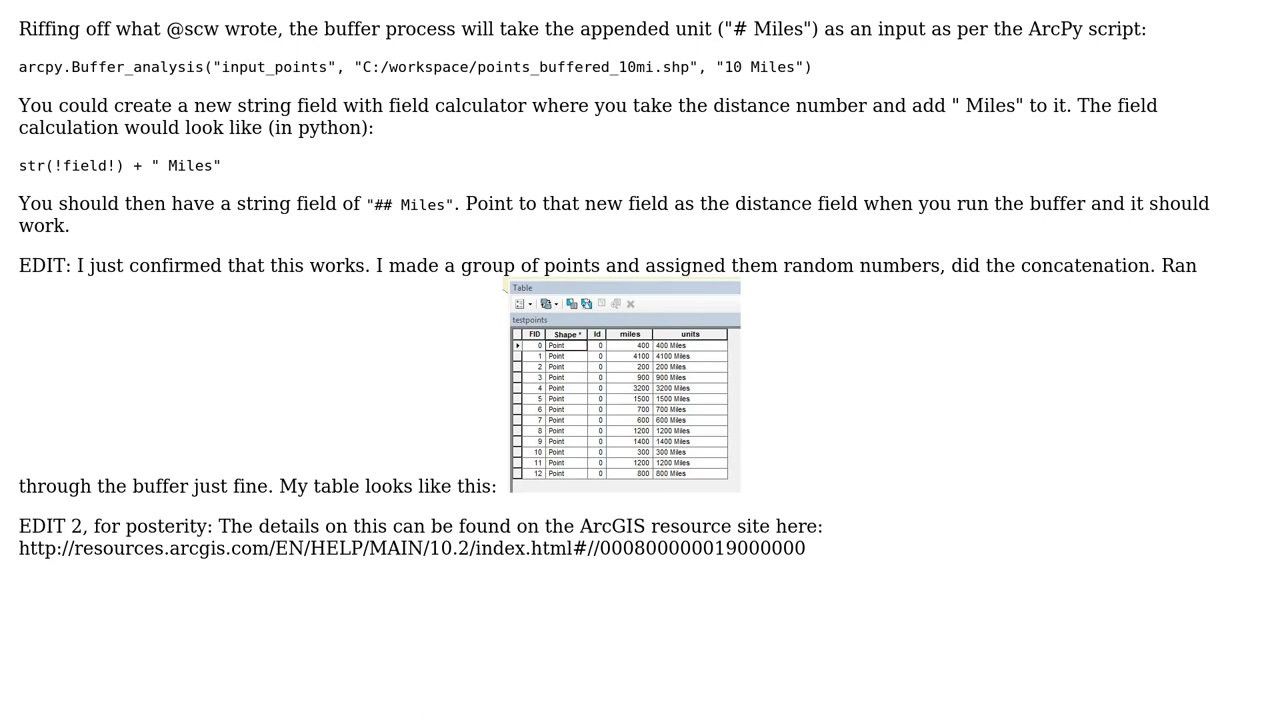 Riffing off what @scw wrote, the buffer process will take the appended unit ("# Miles") as an input as per the ArcPy script:
arcpy.Buffer_analysis("input_points", "C:/workspace/points_buffered_10mi.shp", "10 Miles")
You could create a new string field with field calculator where you take the distance number and add " Miles" to it. The field
calculation would look like (in python):
str(!field!) + " Miles"
You should then have a string field of "## Miles". Point to that new field as the distance field when you run the buffer and it should
work.
EDIT: I just confirmed that this works. I made a group of points and assigned them random numbers, did the concatenation. Ran
Table
testpoints
FID Shape * Id miles units
0 Point 0 400 400 Miles
1 Point 0 4100 4100 Miles
2 Point 0 200 200 Miles
3 Point 0 900 900 Miles
4 Point 0 3200 3200 Miles
5 Point 0 1500 1500 Miles
6 Point 0 700 700 Miles
7 Point 0 600 600 Miles
8 Point 0 1200 1200 Miles
9 Point 0 1400 1400 Miles
10 Point 0 300 300 Miles
11 Point 0 1200 1200 Miles
12 Point 0 800 800 Miles
through the buffer just fine. My table looks like this:
EDIT 2, for posterity: The details on this can be found on the ArcGIS resource site here:
http://resources.arcgis.com/EN/HELP/MAIN/10.2/index.html#//000800000019000000